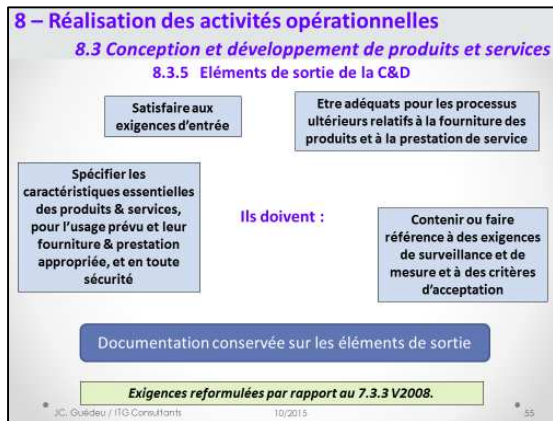 8 – Réalisation des activités opérationnelles
8.3 Conception et développement de produits et services
8.3.5 Eléments de sortie de la C&D
Satisfaire aux
exigences d'entrée
Etre adéquats pour les processus
ultérieurs relatifs à la fourniture des
produits et à la prestation de service
Spécifier les
caractéristiques essentielles
des produits & services,
pour l'usage prévu et leur
fourniture & prestation
appropriée, et en toute
sécurité
Ils doivent :
Contenir ou faire
référence à des exigences
de surveillance et de
mesure et à des critères
d'acceptation
Documentation conservée sur les éléments de sortie
Exigences reformulées par rapport au 7.3.3 V2008.
JC. Guédeu / ITG Consultants 10/2015 55